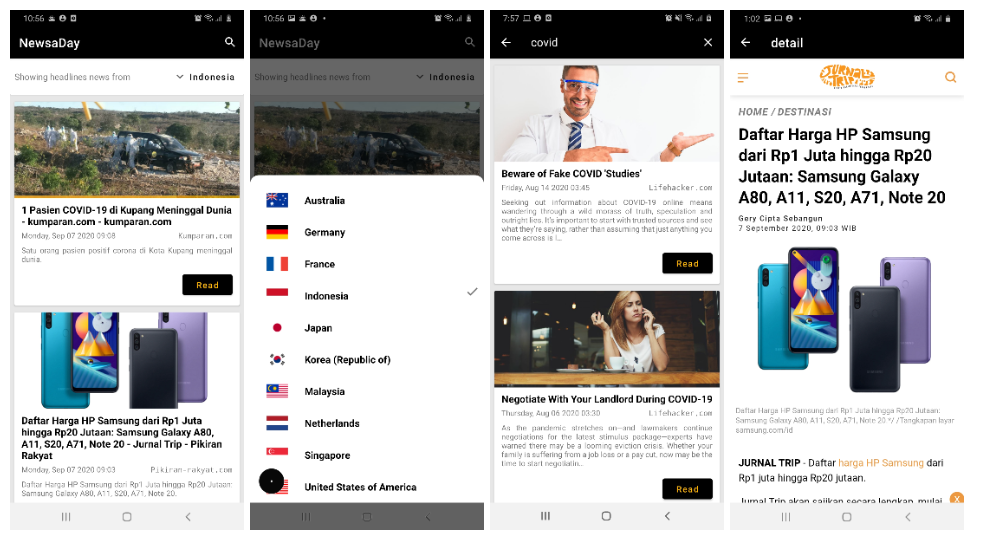 10:56
NewsaDay
Showing headlines news from
Indonesia
1 Pasien COVID-19 di Kupang Meninggal Dunia
- kumparan.com - kumparan.com
Monday, Sep 07 2020 09:08
Kumparan.com
Satu orang pasien positif corona di Kota Kupang meninggal
dunia.
Read
Daftar Harga HP Samsung dari Rp1 Juta
hingga Rp20 Jutaan: Samsung Galaxy A80,
A11, S20, A71, Note 20 - Jurnal Trip - Pikiran
Rakyat
Monday, Sep 07 2020 09:03
Pikiran-rakyat.com
Daftar Harga HP Samsung dari Rp1 Juta hingga Rp20 Jutaan:
Samsung Galaxy A80, A11, S20, A71, Note 20.
10:56
NewsaDay
Showing headlines news from
Indonesia
Australia
Germany
France
Indonesia
Japan
Korea (Republic of)
Malaysia
Netherlands
Singapore
United States of America
7:57
covid
Beware of Fake COVID 'Studies'
Friday, Aug 14 2020 03:45
Lifehacker.com
Seeking out information about COVID-19 online means
wandering through a wild morass of truth, speculation and
outright lies. It's important to start with trusted sources and see
what they're saying, rather than assuming that just anything you
come across is l...
Read
Negotiate With Your Landlord During COVID-19
Thursday, Aug 06 2020 03:30
Lifehacker.com
As the pandemic stretches on—and lawmakers continue
negotiations for the latest stimulus package—experts have
warned there may be a looming eviction crisis. Whether your
family is suffering from a job loss or a pay cut, now may be the
time to start negotiatin...
Read
1:02
detail
JURNAL
TRIP
HOME / DESTINASI
Daftar Harga HP Samsung
dari Rp1 Juta hingga Rp20
Jutaan: Samsung Galaxy
A80, A11, S20, A71, Note 20
Gery Cipta Sebangun
7 September 2020, 09:03 WIB
Daftar Harga HP Samsung dari Rp1 Juta hingga Rp20 Jutaan:
Samsung Galaxy A80, A11, S20, A71, Note 20 */ /Tangkapan layar
samsung.com/id
JURNAL TRIP - Daftar harga HP Samsung dari
Rp1 juta hingga Rp20 jutaan.
Jurnal Trip akan sajikan secara lengkap, mulai
X